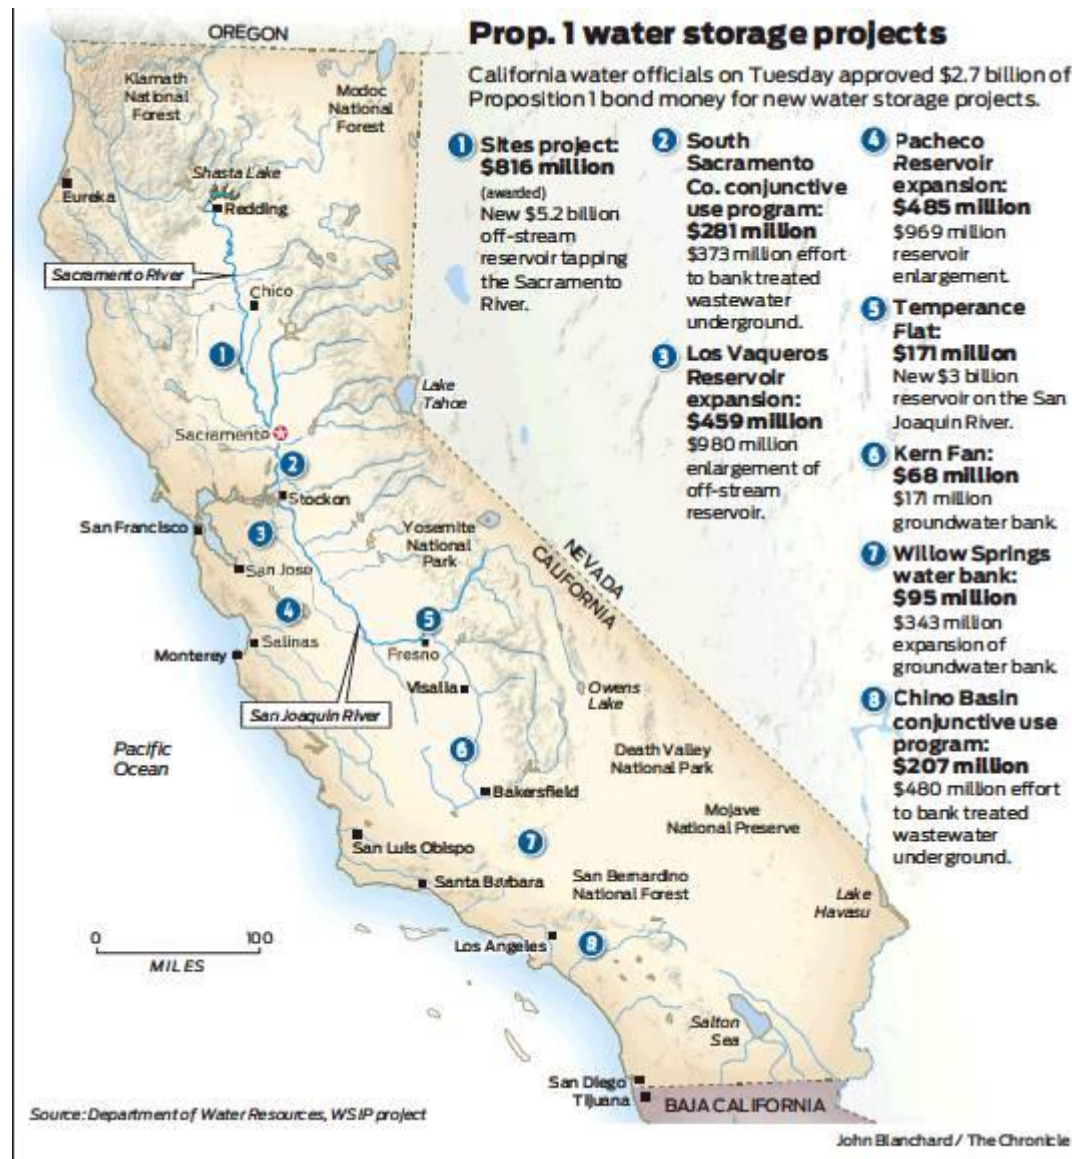 Prop. 1 water storage projects
California water officials on Tuesday approved $2.7 billion of
Proposition 1 bond money for new water storage projects.
1 Sites project:
$816 million
(awarded)
New $5.2 billion
off-stream
reservoir tapping
the Sacramento
River.
2 South
Sacramento
Co. conjunctive
use program:
$281 million
$373 million effort
to bank treated
wastewater
underground.
3 Los Vaqueros
Reservoir
expansion:
$459 million
$980 million
enlargement of
off-stream
reservoir.
4 Pacheco
Reservoir
expansion:
$485 million
$969 million
reservoir
enlargement.
5 Temperance
Flat:
$171 million
New $3 billion
reservoir on the San
Joaquin River.
6 Kern Fan:
$68 million
$171 million
groundwater bank.
7 Willow Springs
water bank:
$95 million
$343 million
expansion of
groundwater bank.
8 Chino Basin
conjunctive use
program:
$207 million
$480 million effort
to bank treated
wastewater
underground.
OREGON
Klamath
National
Forest
Modoc
National
Forest
Shasta Lake
Eureka
Redding
Sacramento River
Chico
1
Lake
Tahoe
Sacramento
2
Stockton
San Francisco
3
Yosemite
National
Park
NEVADA
CALIFORNIA
San Jose
4
5
Salinas
Monterey
Fresno
Visalia
Owens
Lake
San Joaquin River
Pacific
Ocean
6
Death Valley
National Park
Bakersfield
Mojave
National Preserve
San Luis Obispo
7
Santa Barbara
San Bernardino
National Forest
Lake
Havasu
0 100
MILES
Los Angeles
8
Salton
Sea
San Diego
Tijuana
BAJA CALIFORNIA
Source: Department of Water Resources, WSIP project
John Blanchard / The Chronicle